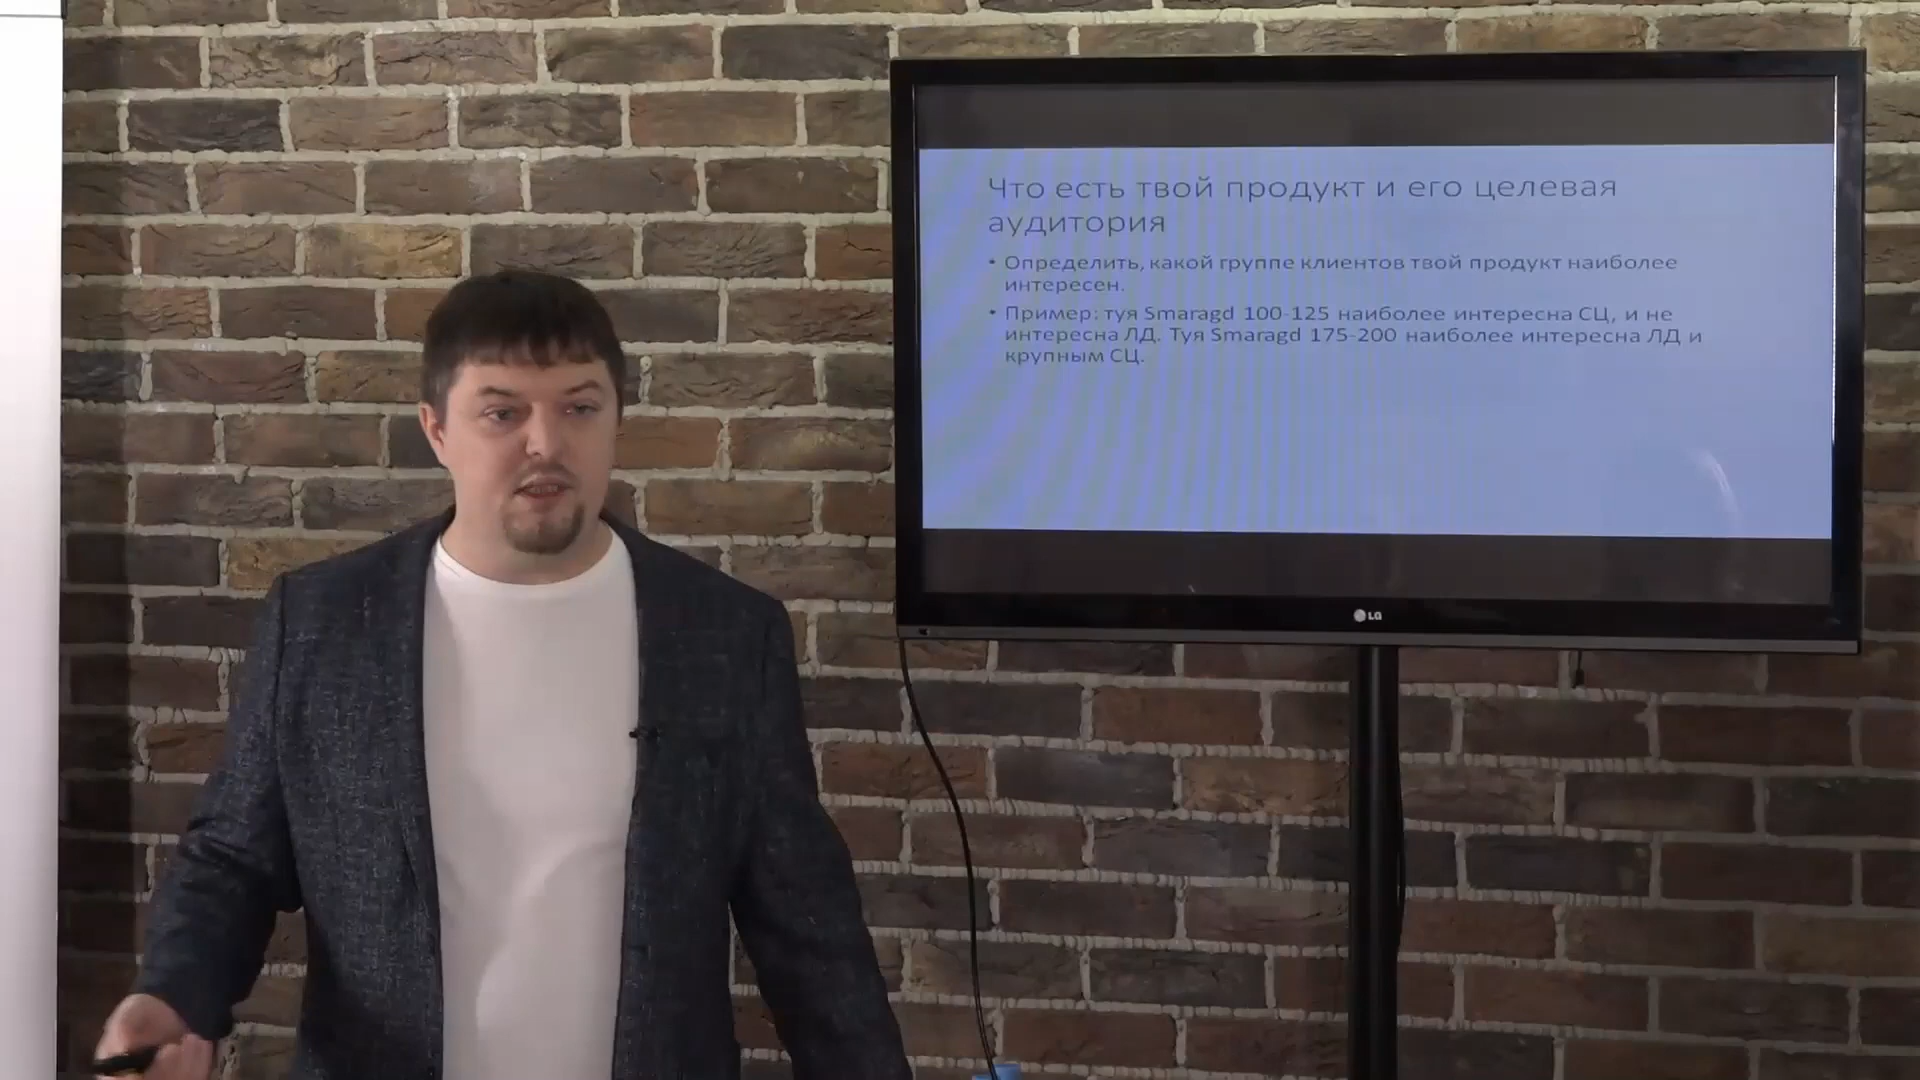 Что есть твой продукт и его целевая
аудитория
• Определить, какой группе клиентов твой продукт наиболее
интересен.
• Пример: туя Smaragd 100-125 наиболее интересна СЦ, и не
интересна ЛД. Туя Smaragd 175-200 наиболее интересна ЛД и
крупным СЦ.
LG